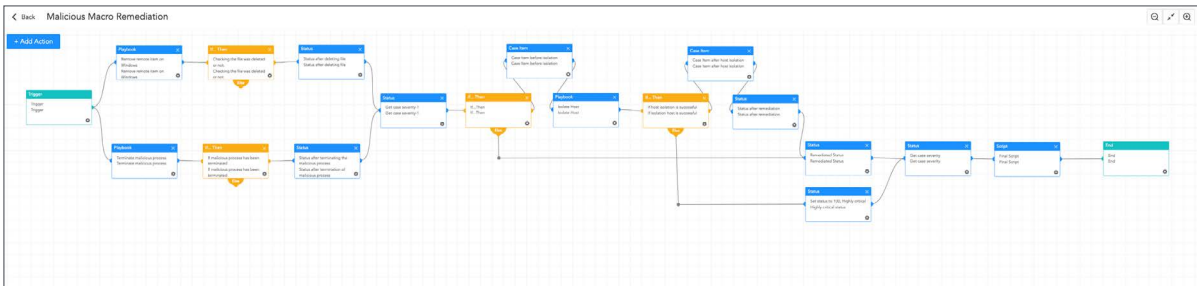 Back Malicious Macro Remediation
+ Add Action
Playbook
Remove remote item on
Windows
Remove remote item on
Windows
If... Then
Checking the file was deleted
or not
Checking the file was deleted
or not
Else
Status
Status after deleting file
Status after deleting file
Trigger
Trigger
Trigger
Playbook
Terminate malicious process
Terminate malicious process
If... Then
If malicious process has been
terminated
If malicious process has been
terminated
Else
Status
Status after terminating the
malicious process
Status after termination of
malicious process
Status
Get case severity 1
Get case severity 1
If... Then
If...Then
If...Then
Else
Case Item
Case item before isolation
Case item before isolation
Playbook
Isolate Host
Isolate Host
If... Then
If host isolation is successful
If isolation host is successful
Else
Case Item
Case item after host isolation
Case item after host isolation
Status
Status after remediation
Status after remediation
Status
Remediated Status
Remediated Status
Status
Set status to 100, Highly critical
Highly critical status
Status
Get case severity
Get case severity
Script
Final Script
Final Script
End
End
End